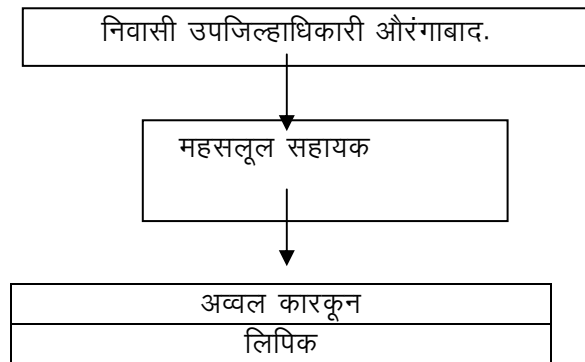 निवासी उपजिल्हाधिकारी औरंगाबाद.
महसलूल सहायक
अव्वल कारकून
लिपिक